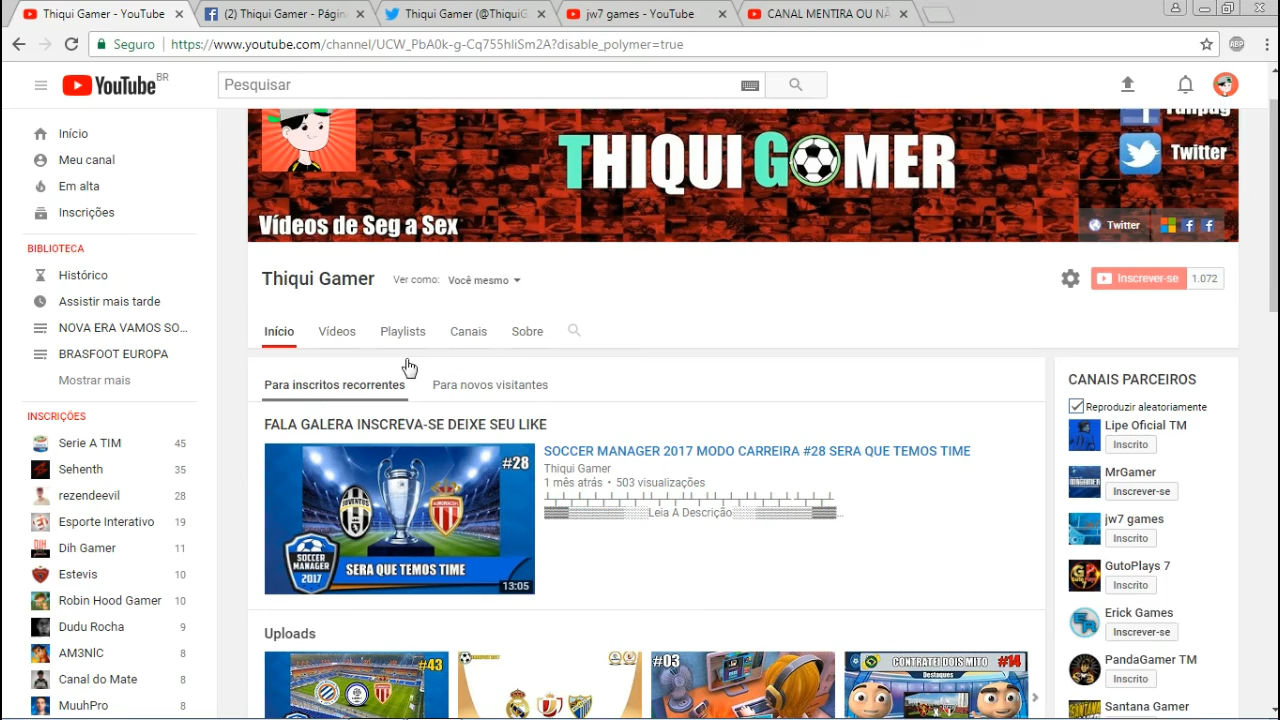 Thiqui Gamer - YouTube
(2) Thiqui Gamer - Págin
Thiqui Gamer (@ThiquiG
jw7 games - YouTube
CANAL MENTIRA OU NÃ
Seguro
https://www.youtube.com/channel/UCW_PbA0k-g-Cq755hIiSm2A?disable_polymer=true
ABP
YouTube BR
Pesquisar
Início
Meu canal
Em alta
Inscrições
BIBLIOTECA
Histórico
Assistir mais tarde
NOVA ERA VAMOS SO...
BRASFOOT EUROPA
Mostrar mais
INSCRIÇÕES
Serie A TIM 45
Sehenth 35
rezendeevil 28
Esporte Interativo 19
Dih Gamer 11
Estevis 10
Robin Hood Gamer 10
Dudu Rocha 9
AM3NIC 8
Canal do Mate 8
MuuhPro 8
THIQUI GOMER
Vídeos de Seg a Sex
Twitter
Twitter
Thiqui Gamer
Ver como: Você mesmo
Inscrever-se 1.072
Início Vídeos Playlists Canais Sobre
Para inscritos recorrentes
Para novos visitantes
FALA GALERA INSCREVA-SE DEIXE SEU LIKE
#28
SOCCER MANAGER 2017
SERA QUE TEMOS TIME
13:05
SOCCER MANAGER 2017 MODO CARREIRA #28 SERA QUE TEMOS TIME
Thiqui Gamer
1 mês atrás • 503 visualizações
Leia A Descrição
Uploads
#43
#03
CONTRATEI DOIS MITO
Destaques
#14
CANAIS PARCEIROS
Reproduzir aleatoriamente
Lipe Oficial TM
Inscrito
MrGamer
Inscrever-se
jw7 games
Inscrito
GutoPlays 7
Inscrito
Erick Games
Inscrever-se
PandaGamer TM
Inscrito
Santana Gamer